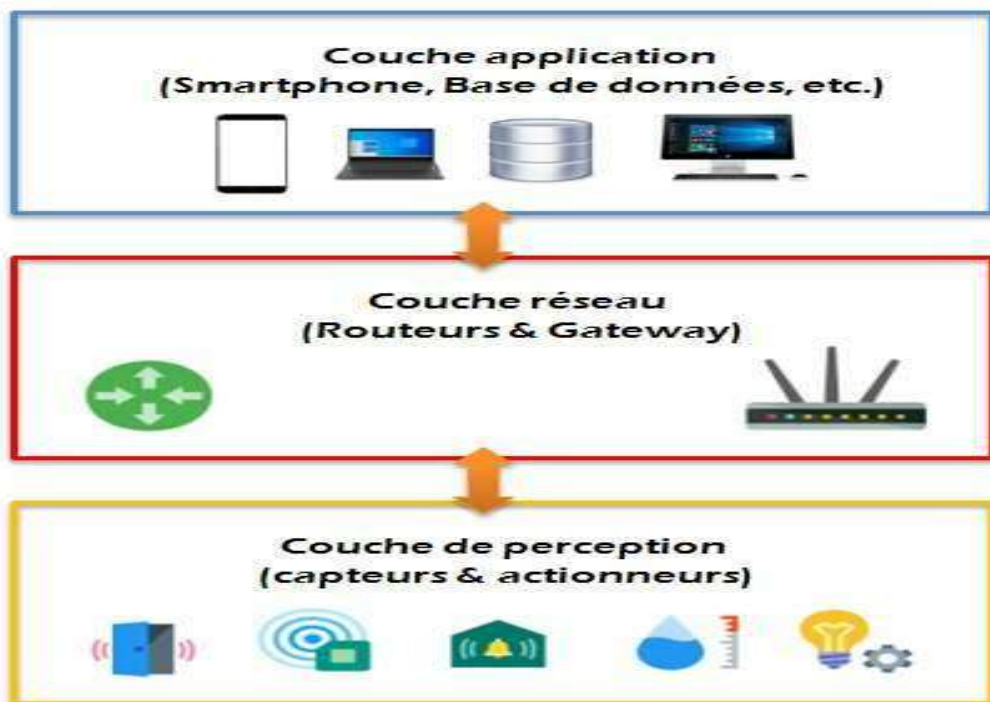 Couche application
(Smartphone, Base de données, etc.)
Couche réseau
(Routeurs & Gateway)
Couche de perception
(capteurs & actionneurs)